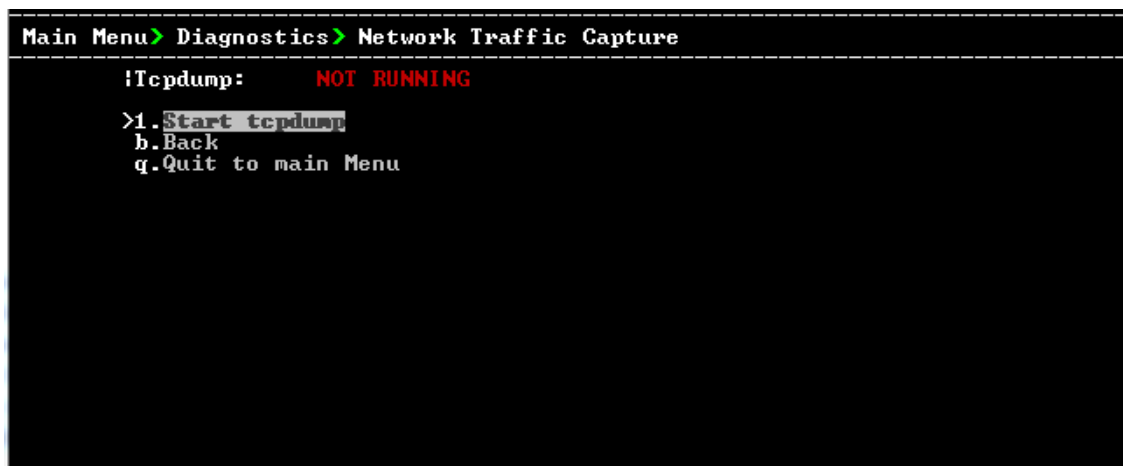 Main Menu> Diagnostics> Network Traffic Capture
|Tcpdump: NOT RUNNING
>1.Start tcpdump
b.Back
q.Quit to main Menu